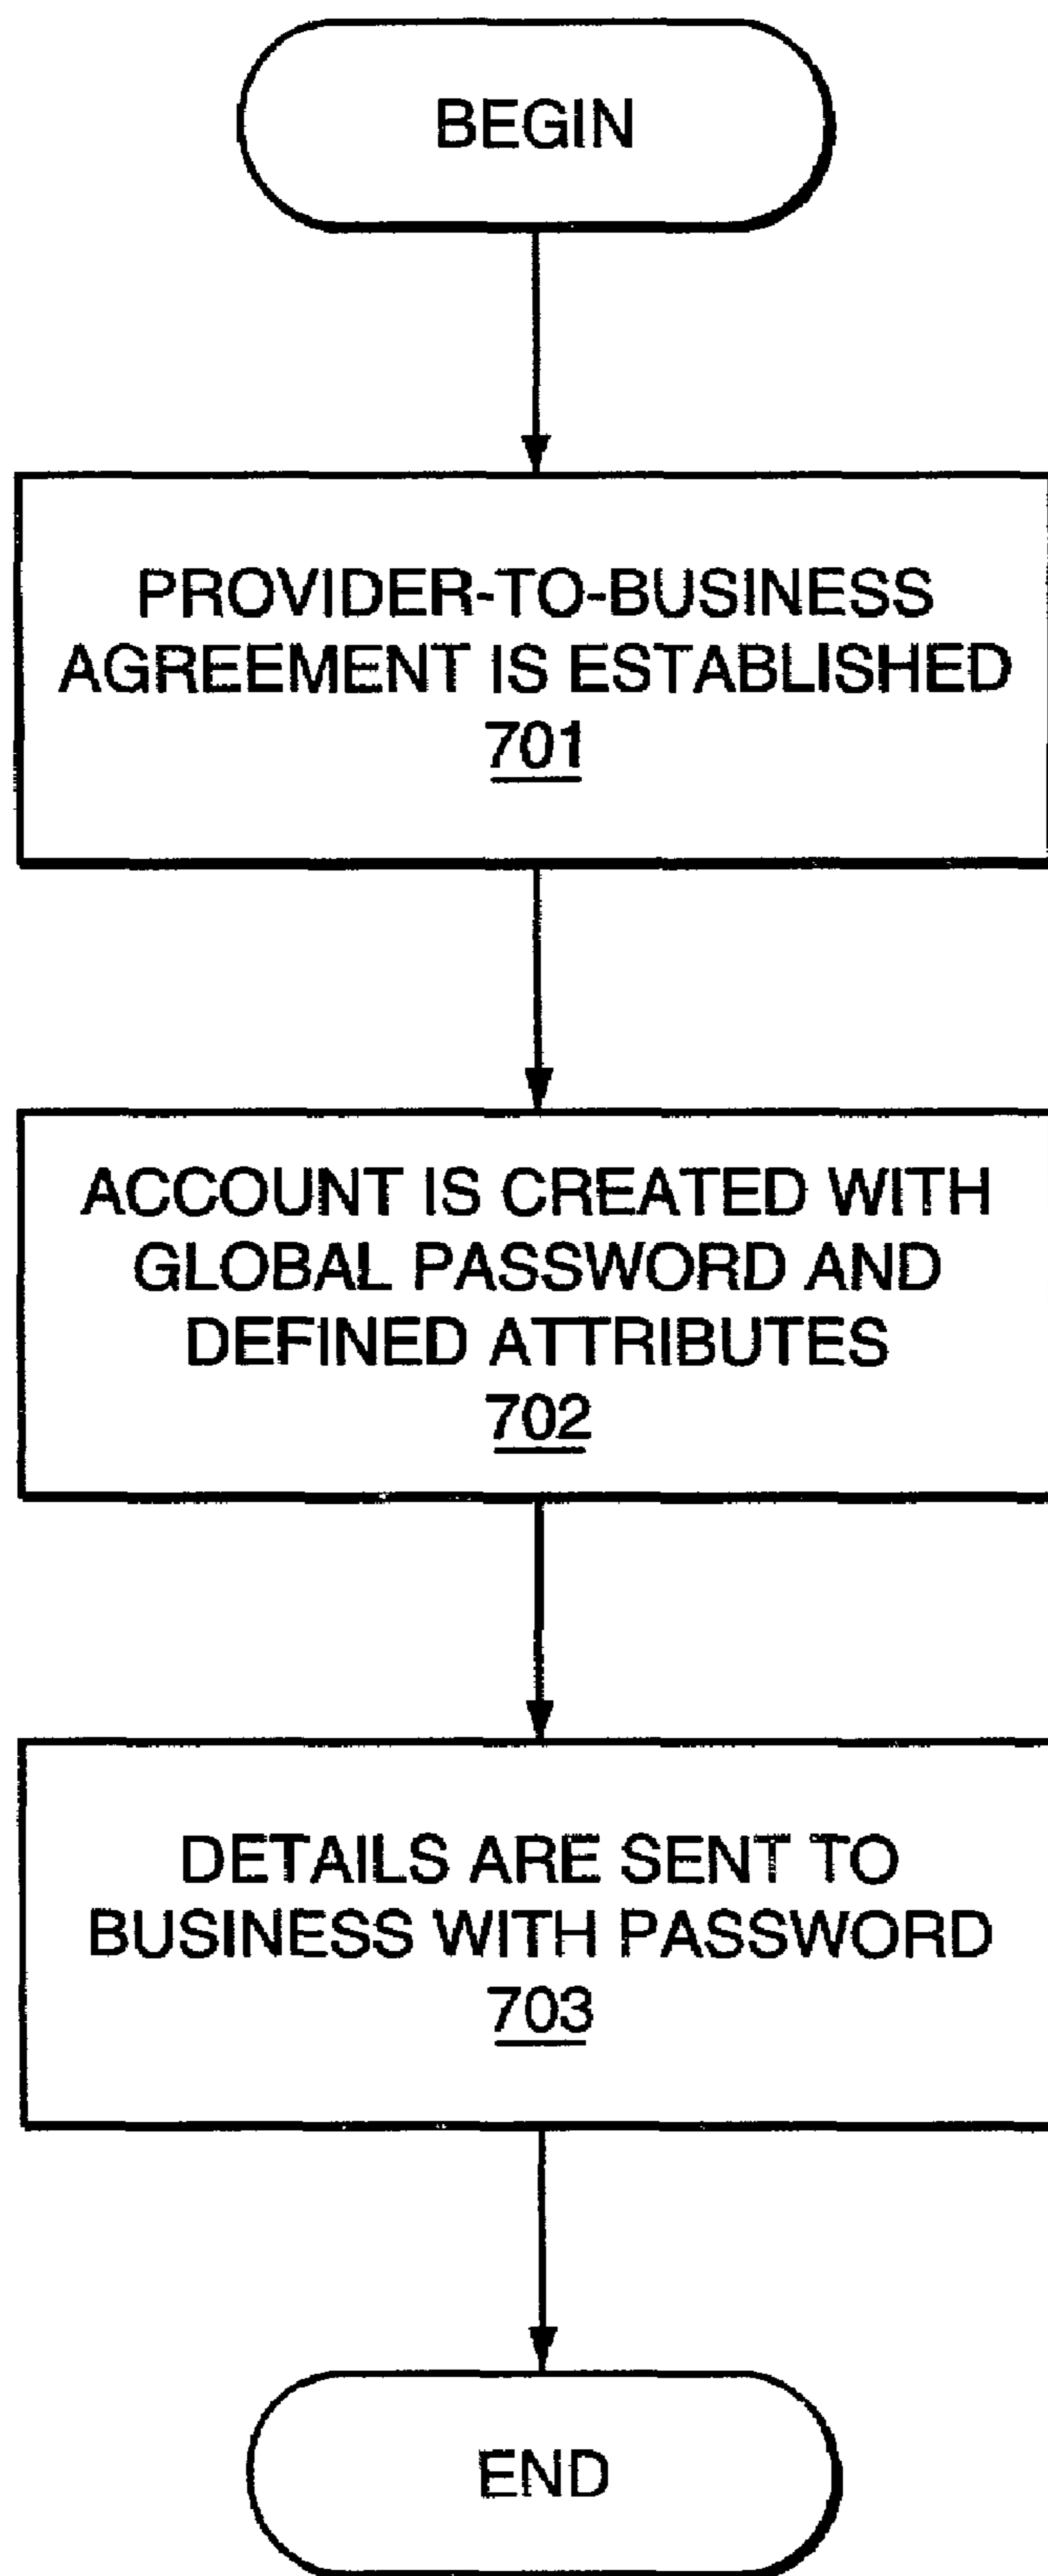 BEGIN
PROVIDER-TO-BUSINESS
AGREEMENT IS ESTABLISHED
701
ACCOUNT IS CREATED WITH
GLOBAL PASSWORD AND
DEFINED ATTRIBUTES
702
DETAILS ARE SENT TO
BUSINESS WITH PASSWORD
703
END